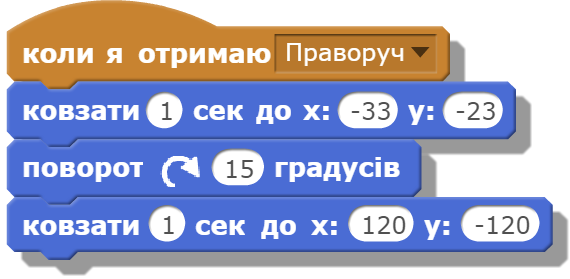 коли я отримаю Праворуч
ковзати 1 сек до x: -33 y: -23
поворот 15 градусів
ковзати 1 сек до x: 120 y: -120